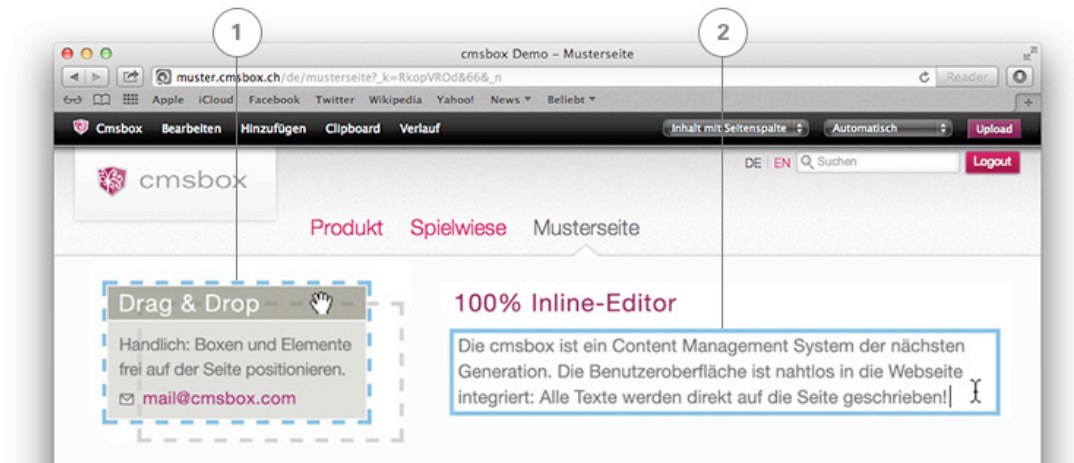 1
2
cmsbox Demo – Musterseite
muster.cmsbox.ch/de/musterseite?_k=RkopVROd&66&_n
Reader
Apple iCloud Facebook Twitter Wikipedia Yahoo! News Beliebt
Cmsbox Bearbeiten Hinzufügen Clipboard Verlauf Inhalt mit Seitenspalte Automatisch Upload
DE EN Suchen Logout
cmsbox
Produkt Spielwiese Musterseite
Drag & Drop
Handlich: Boxen und Elemente
frei auf der Seite positionieren.
mail@cmsbox.com
100% Inline-Editor
Die cmsbox ist ein Content Management System der nächsten
Generation. Die Benutzeroberfläche ist nahtlos in die Webseite
integriert: Alle Texte werden direkt auf die Seite geschrieben!